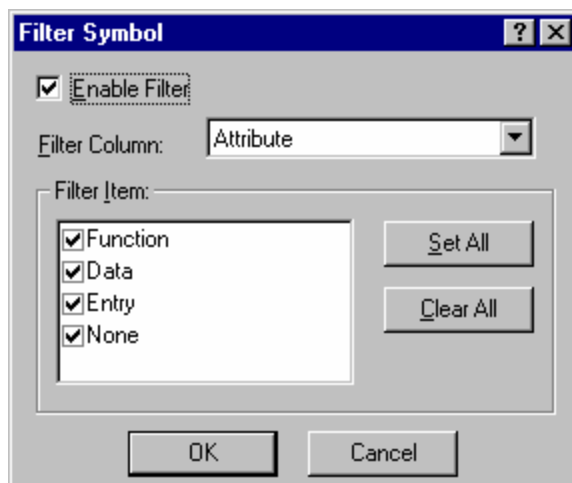 Filter Symbol
Enable Filter
Filter Column: Attribute
Filter Item:
Function
Data
Entry
None
Set All
Clear All
OK Cancel